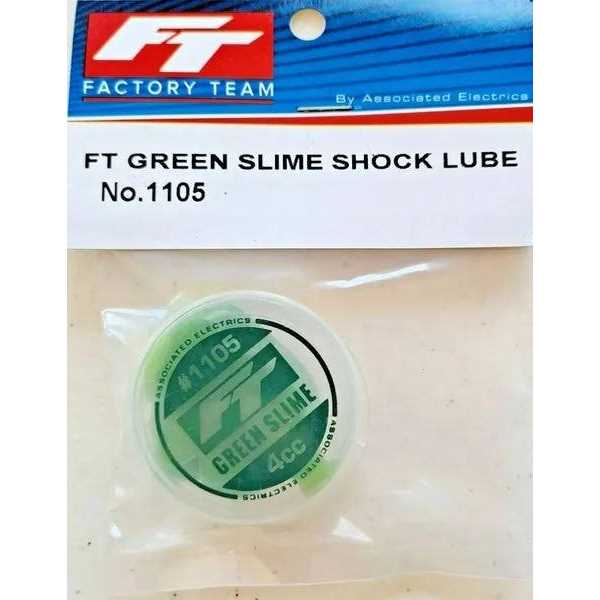 FT
FACTORY TEAM
By Associated Electrics
FT GREEN SLIME SHOCK LUBE
No.1105
ASSOCIATED ELECTRICS
#1105
FT
GREEN SLIME
4cc
ASSOCIATED ELECTRICS